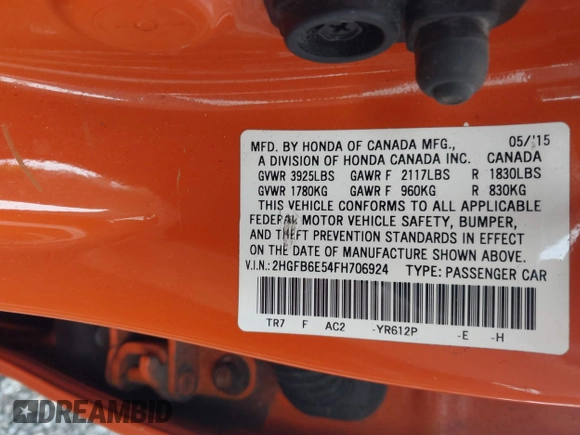 MFD. BY HONDA OF CANADA MFG., 05/'15
A DIVISION OF HONDA CANADA INC. CANADA
GVWR 3925LBS GAWR F 2117LBS R 1830LBS
GVWR 1780KG GAWR F 960KG R 830KG
THIS VEHICLE CONFORMS TO ALL APPLICABLE
FEDERAL MOTOR VEHICLE SAFETY, BUMPER,
AND THEFT PREVENTION STANDARDS IN EFFECT
ON THE DATE OF MANUFACTURE SHOWN ABOVE.
V.I.N.: 2HGFB6E54FH706924 TYPE: PASSENGER CAR
TR7 F AC2 -YR612P -E -H
DREAMBID